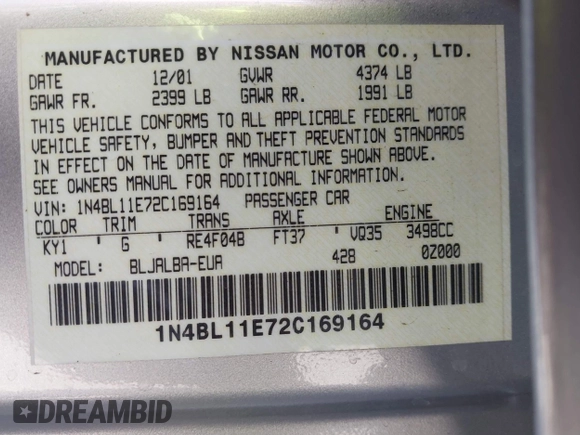 MANUFACTURED BY NISSAN MOTOR CO., LTD.
DATE 12/01 GVWR 4374 LB
GAWR FR. 2399 LB GAWR RR. 1991 LB
THIS VEHICLE CONFORMS TO ALL APPLICABLE FEDERAL MOTOR
VEHICLE SAFETY, BUMPER AND THEFT PREVENTION STANDARDS
IN EFFECT ON THE DATE OF MANUFACTURE SHOWN ABOVE.
SEE OWNERS MANUAL FOR ADDITIONAL INFORMATION.
VIN: 1N4BL11E72C169164 PASSENGER CAR
COLOR TRIM TRANS AXLE ENGINE
KY1 ' G ' RE4F04B FT37 ' VQ35 3498CC
MODEL: BLJALBA-EUA 42B 0Z000
1N4BL11E72C169164
DREAMBID